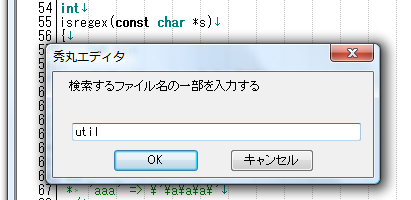 54 int↓
55 isregex(const char *s)↓
56 {↓
秀丸エディタ
検索するファイル名の一部を入力する
util
OK キャンセル
67 *- 'aaa' => ¥'¥a¥a¥a¥'↓